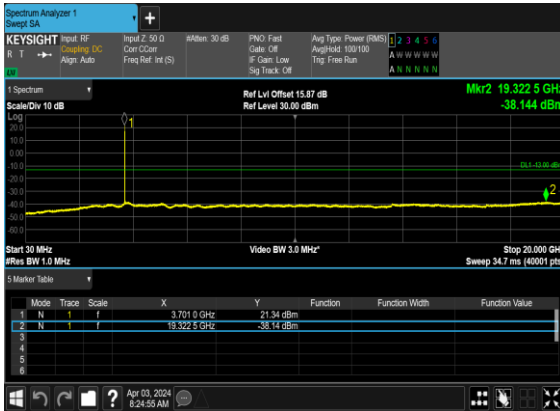 Spectrum Analyzer 1
Swept SA
+
KEYSIGHT Input: RF Input Z: 50 Ω #Atten: 30 dB PNO: Fast Avg Type: Power (RMS) 1 2 3 4 5 6
R T Coupling: DC Corr CCorr Gate: Off Avg|Hold: 100/100 A W W W W W
Align: Auto Freq Ref: Int (S) IF Gain: Low Trig: Free Run
Sig Track: Off A N N N N N
1 Spectrum
Scale/Div 10 dB
Ref Lvl Offset 15.87 dB
Ref Level 30.00 dBm
Mkr2 19.322 5 GHz
-38.144 dBm
Log
20.0
10.0
0.00
-10.0
-20.0
-30.0
-40.0
-50.0
-60.0
1
DL1 -13.00 dBm
2
Start 30 MHz Video BW 3.0 MHz* Stop 20.000 GHz
#Res BW 1.0 MHz Sweep 34.7 ms (40001 pts)
5 Marker Table
Mode Trace Scale X Y Function Function Width Function Value
1 N 1 f 3.701 0 GHz 21.34 dBm
2 N 1 f 19.322 5 GHz -38.14 dBm
3
4
5
6
? Apr 03, 2024
8:24:55 AM